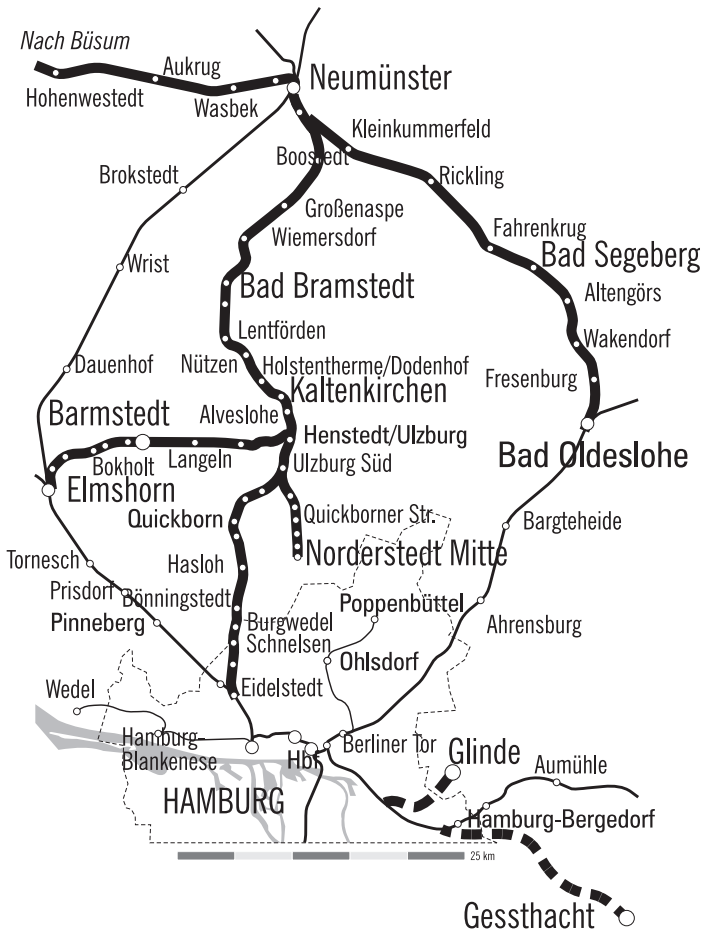 Nach Büsum
Aukrug
Neumünster
Hohenwestedt
Wasbek
Kleinkummerfeld
Boostedt
Brokstedt
Rickling
Großenaspe
Wiemersdorf
Fahrenkrug
Bad Segeberg
Wrist
Bad Bramstedt
Altengörs
Lentförden
Wakendorf
Dauenhof
Nützen
Holstentherme/Dodenhof
Fresenburg
Kaltenkirchen
Barmstedt
Alveslohe
Henstedt/Ulzburg
Bokholt
Langeln
Ulzburg Süd
Bad Oldeslohe
Elmshorn
Quickborn
Quickborner Str.
Bargteheide
Tornesch
Hasloh
Norderstedt Mitte
Prisdorf
Bönningstedt
Poppenbüttel
Pinneberg
Burgwedel
Schnelsen
Ahrensburg
Ohlsdorf
Wedel
Eidelstedt
Hamburg-
Blankenese
Hbf
Berliner Tor
Glinde
Aumühle
HAMBURG
Hamburg-Bergedorf
25 km
Gessthacht